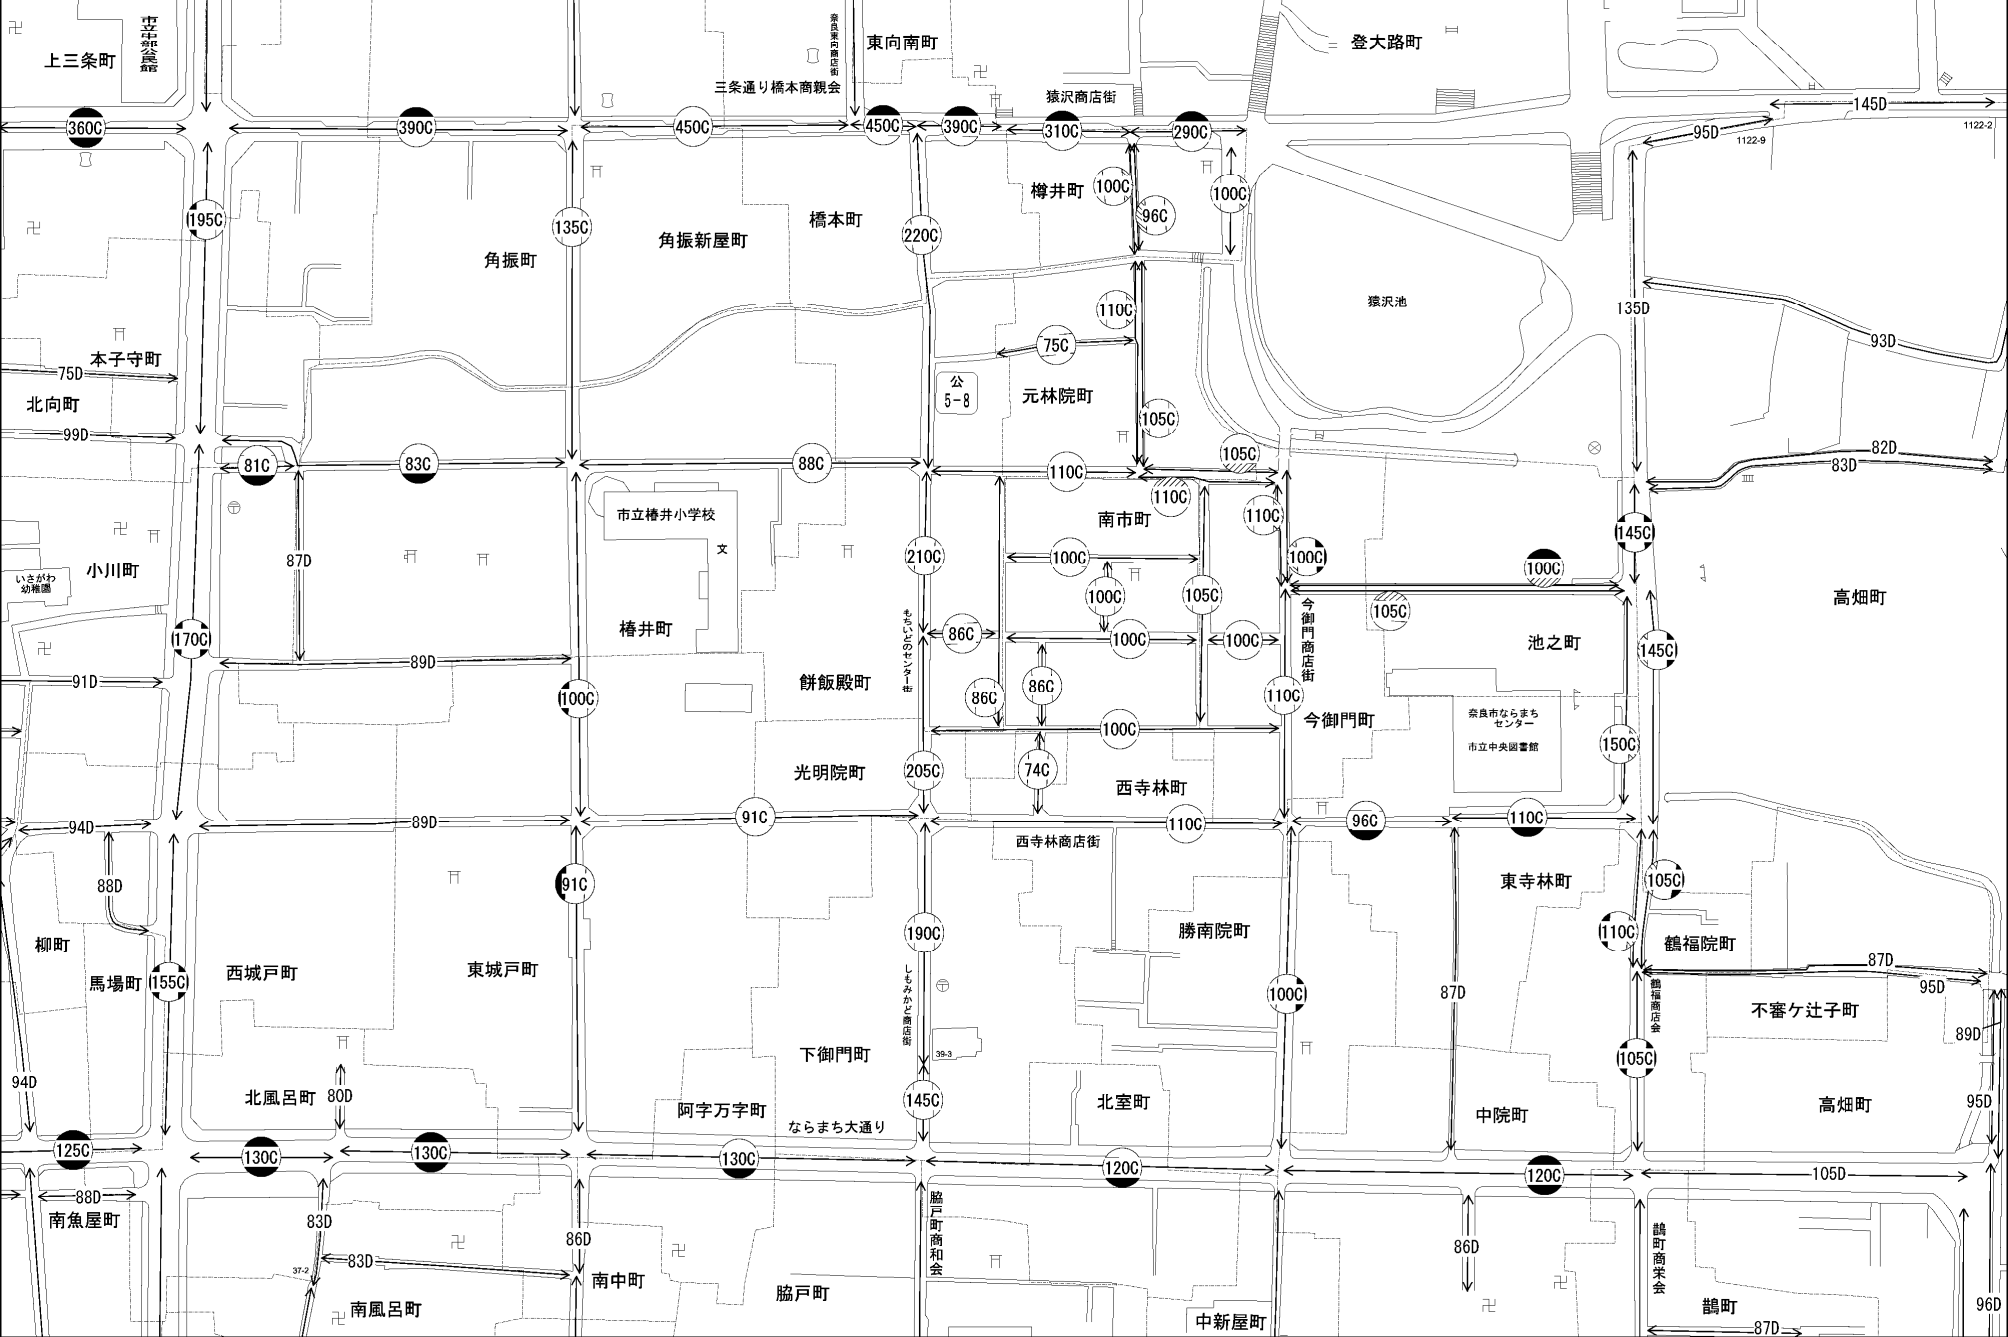 上三条町
市立中部公民館
奈良東向商店街
東向南町
登大路町
三条通り橋本商親会
猿沢商店街
145D
360C
390C
450C
450C
390C
310C
290C
95D
1122-2
1122-9
195C
135C
220C
樽井町
100C
96C
100C
橋本町
角振町
角振新屋町
猿沢池
110C
135D
75C
93D
本子守町
75D
北向町
公
5-8
元林院町
105C
99D
81C
83C
88C
110C
105C
82D
83D
110C
市立椿井小学校
南市町
110C
145C
文
210C
100C
100C
100C
87D
小川町
いさがわ
幼稚園
100C
105C
105C
高畑町
椿井町
もちいどのセンター街
86C
100C
100C
今御門商店街
池之町
170C
89D
145C
91D
餅飯殿町
86C
86C
110C
100C
今御門町
奈良市ならまち
センター
市立中央図書館
100C
150C
光明院町
205C
74C
西寺林町
94D
89D
91C
110C
96C
110C
西寺林商店街
88D
91C
東寺林町
105C
190C
勝南院町
110C
鶴福院町
柳町
馬場町
155C
西城戸町
東城戸町
しもみかど商店街
100C
87D
87D
95D
鶴福商店会
不審ケ辻子町
89D
下御門町
39-3
105C
94D
北風呂町
80D
阿字万字町
145C
北室町
中院町
95D
高畑町
ならまち大通り
125C
130C
130C
130C
120C
120C
105D
88D
南魚屋町
83D
86D
脇戸町商和会
86D
鵲町商栄会
83D
37-2
南中町
南風呂町
脇戸町
中新屋町
鵲町
96D
87D